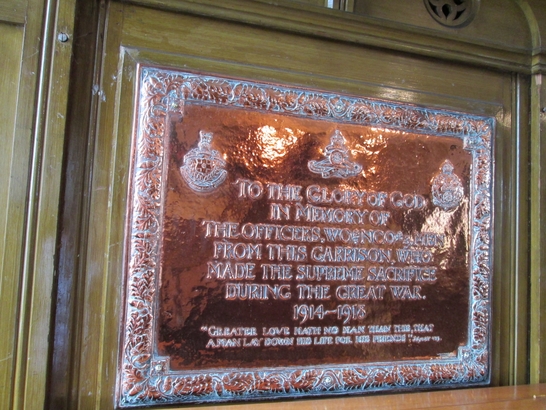 TO THE GLORY OF GOD
IN MEMORY OF
THE OFFICERS, WOS NCOS & MEN
FROM THIS GARRISON, WHO
MADE THE SUPREME SACRIFICE
DURING THE GREAT WAR.
1914–1918
"GREATER LOVE HATH NO MAN THAN THIS, THAT
A MAN LAY DOWN HIS LIFE FOR HIS FRIENDS"